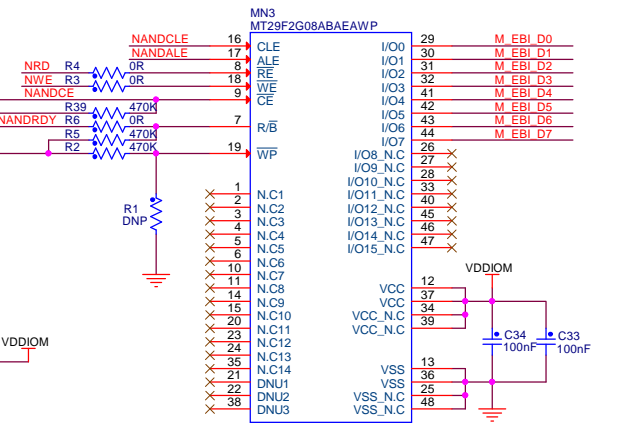 MN3
MT29F2G08ABAEAWP
NANDCLE 16 CLE
NANDALE 17 ALE
NRD R4 0R 8 RE
NWE R3 0R 18 WE
NANDCE 9 CE
R39 470K
NANDRDY R6 0R 7 R/B
R5 470K
R2 470K 19 WP
R1
DNP
1 N.C1
2 N.C2
3 N.C3
4 N.C4
5 N.C5
6 N.C6
10 N.C7
11 N.C8
14 N.C9
15 N.C10
20 N.C11
23 N.C12
24 N.C13
35 N.C14
21 DNU1
22 DNU2
38 DNU3
VDDIOM
I/O0 29 M_EBI_D0
I/O1 30 M_EBI_D1
I/O2 31 M_EBI_D2
I/O3 32 M_EBI_D3
I/O4 41 M_EBI_D4
I/O5 42 M_EBI_D5
I/O6 43 M_EBI_D6
I/O7 44 M_EBI_D7
I/O8_N.C 26
I/O9_N.C 27
I/O10_N.C 28
I/O11_N.C 33
I/O12_N.C 40
I/O13_N.C 45
I/O14_N.C 46
I/O15_N.C 47
VDDIOM
VCC 12
VCC 37
VCC_N.C 34
VCC_N.C 39
C34
100nF
C33
100nF
VSS 13
VSS 36
VSS_N.C 25
VSS_N.C 48